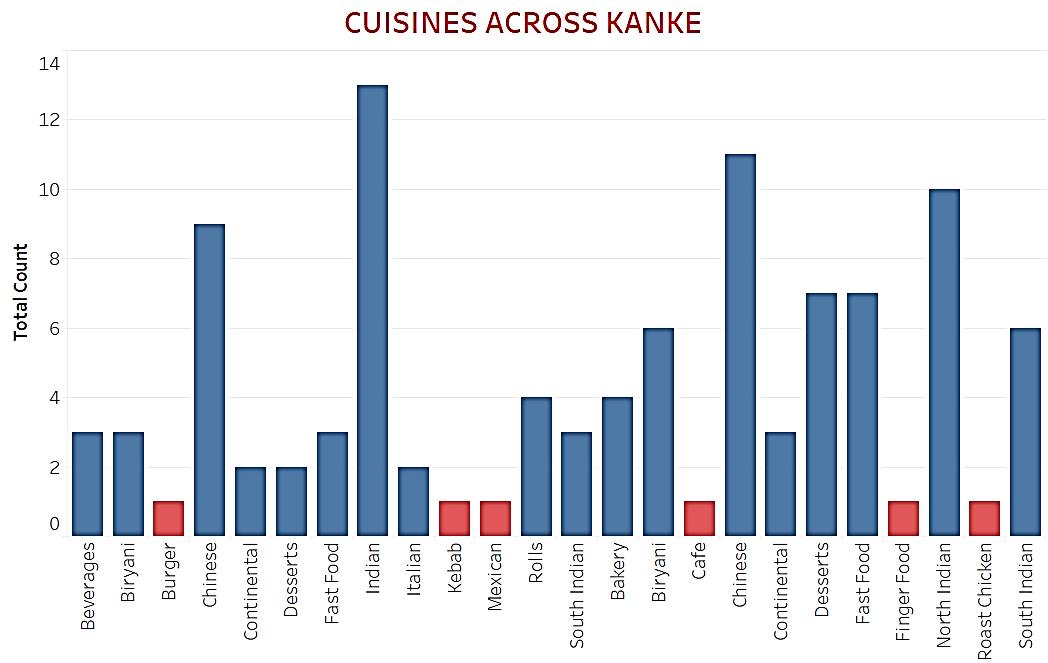 CUISINES ACROSS KANKE
Total Count
14
12
10
8
6
4
2
0
Beverages
Biryani
Burger
Chinese
Continental
Desserts
Fast Food
Indian
Italian
Kebab
Mexican
Rolls
South Indian
Bakery
Biryani
Cafe
Chinese
Continental
Desserts
Fast Food
Finger Food
North Indian
Roast Chicken
South Indian